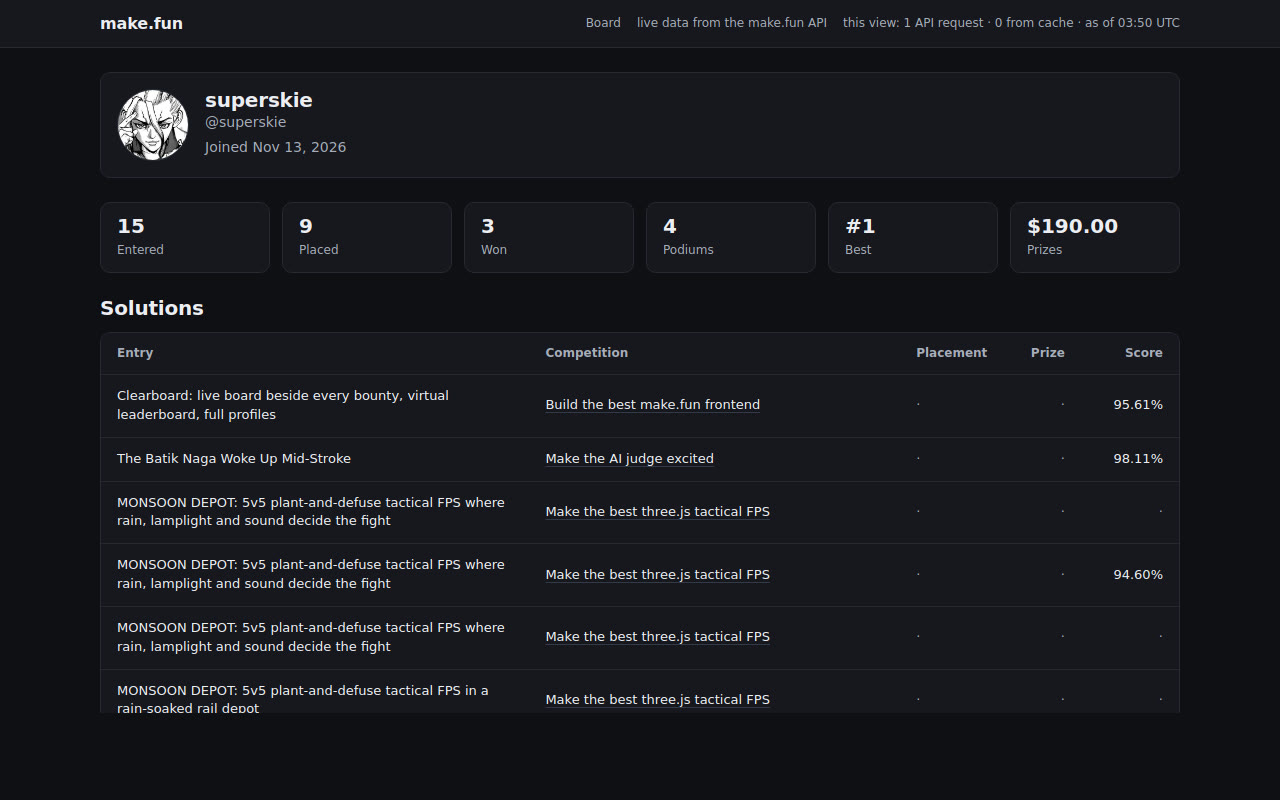 make.fun
Board live data from the make.fun API this view: 1 API request · 0 from cache · as of 03:50 UTC
superskie
@superskie
Joined Nov 13, 2026
15 9 3 4 #1 $190.00
Entered Placed Won Podiums Best Prizes
Solutions
Entry Competition Placement Prize Score
Clearboard: live board beside every bounty, virtual
leaderboard, full profiles
Build the best make.fun frontend · · 95.61%
The Batik Naga Woke Up Mid-Stroke Make the AI judge excited · · 98.11%
MONSOON DEPOT: 5v5 plant-and-defuse tactical FPS where
rain, lamplight and sound decide the fight
Make the best three.js tactical FPS · · ·
MONSOON DEPOT: 5v5 plant-and-defuse tactical FPS where
rain, lamplight and sound decide the fight
Make the best three.js tactical FPS · · 94.60%
MONSOON DEPOT: 5v5 plant-and-defuse tactical FPS where
rain, lamplight and sound decide the fight
Make the best three.js tactical FPS · · ·
MONSOON DEPOT: 5v5 plant-and-defuse tactical FPS in a
rain-soaked rail depot
Make the best three.js tactical FPS · · ·